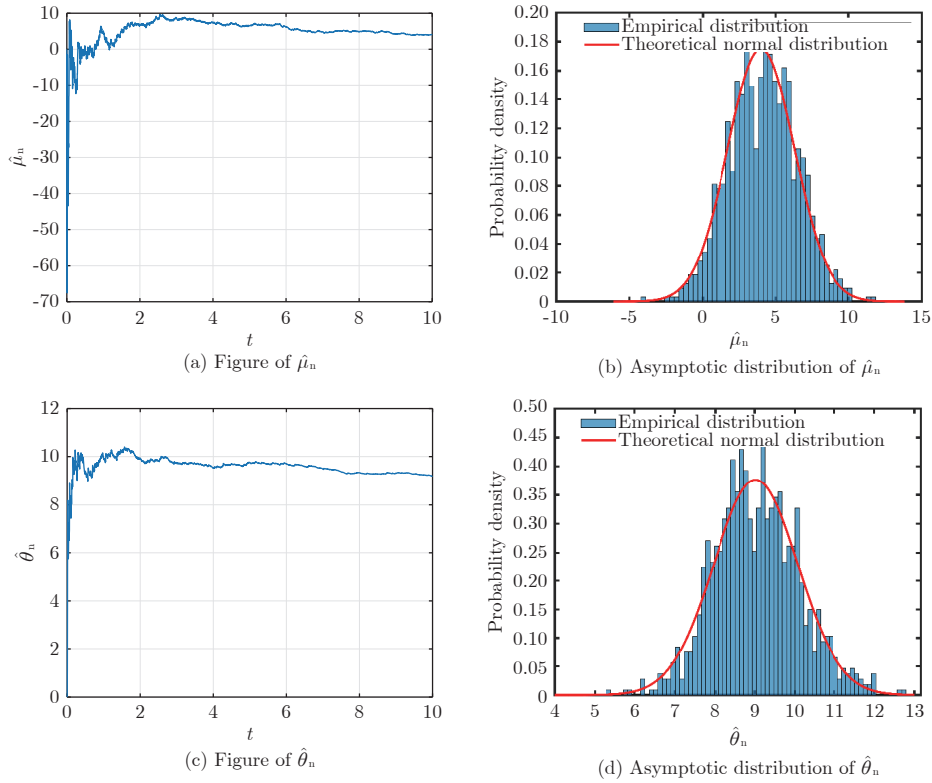 10
0
-10
-20
-30
-40
-50
-60
-70
μ̂ₙ
0 2 4 6 8 10
t
(a) Figure of μ̂ₙ
0.20
0.18
0.16
0.14
0.12
0.10
0.08
0.06
0.04
0.02
0
Probability density
Empirical distribution
Theoretical normal distribution
-10 -5 0 5 10 15
μ̂ₙ
(b) Asymptotic distribution of μ̂ₙ
12
10
8
6
4
2
0
θ̂ₙ
0 2 4 6 8 10
t
(c) Figure of θ̂ₙ
0.50
0.45
0.40
0.35
0.30
0.25
0.20
0.15
0.10
0.05
0
Probability density
Empirical distribution
Theoretical normal distribution
4 5 6 7 8 9 10 11 12 13
θ̂ₙ
(d) Asymptotic distribution of θ̂ₙ